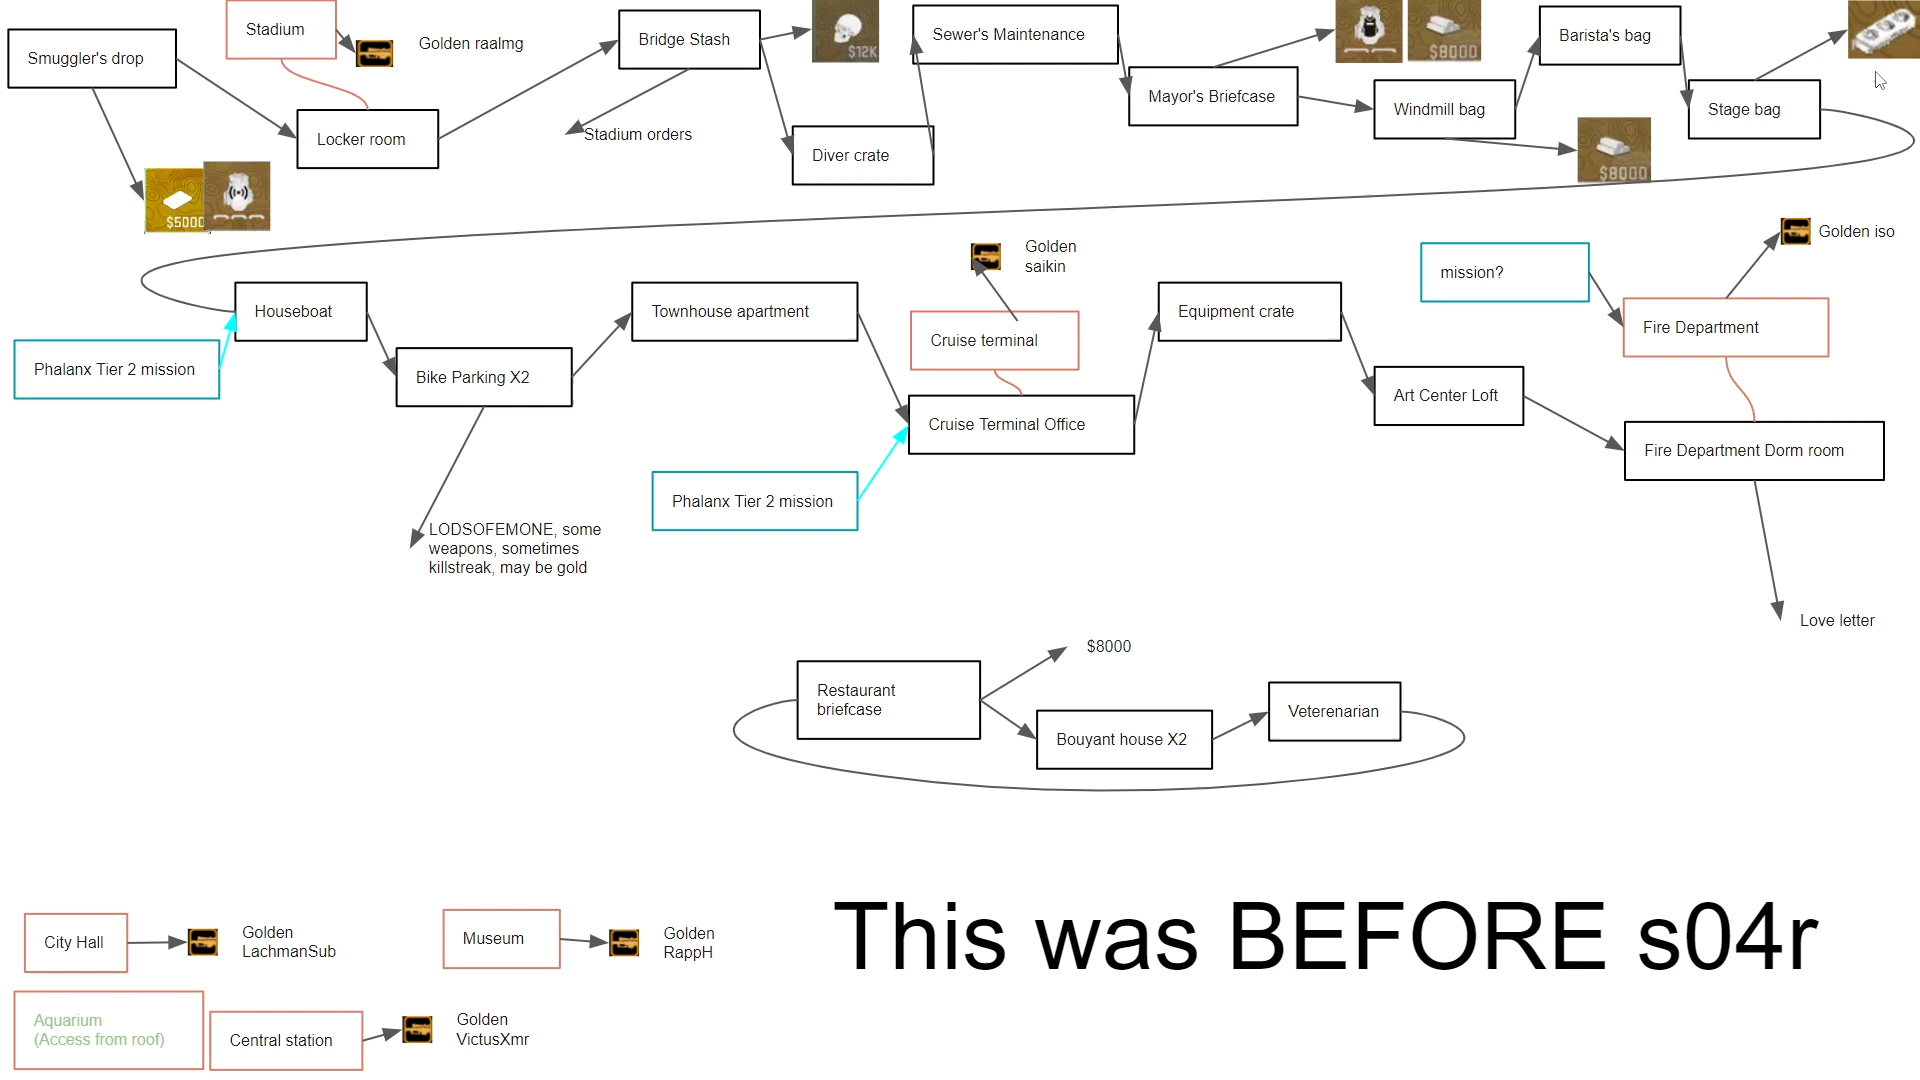 Smuggler's drop
Stadium
Golden raalmg
Locker room
Bridge Stash
Stadium orders
$12K
Diver crate
Sewer's Maintenance
Mayor's Briefcase
$8000
Windmill bag
Barista's bag
Stage bag
$8000
$5000
Phalanx Tier 2 mission
Houseboat
Bike Parking X2
LODSOFEMONE, some
weapons, sometimes
killstreak, may be gold
Townhouse apartment
Golden
saikin
Cruise terminal
Cruise Terminal Office
Phalanx Tier 2 mission
Equipment crate
Art Center Loft
mission?
Golden iso
Fire Department
Fire Department Dorm room
Love letter
$8000
Restaurant
briefcase
Bouyant house X2
Veterenarian
City Hall
Golden
LachmanSub
Museum
Golden
RappH
Aquarium
(Access from roof)
Central station
Golden
VictusXmr
This was BEFORE s04r